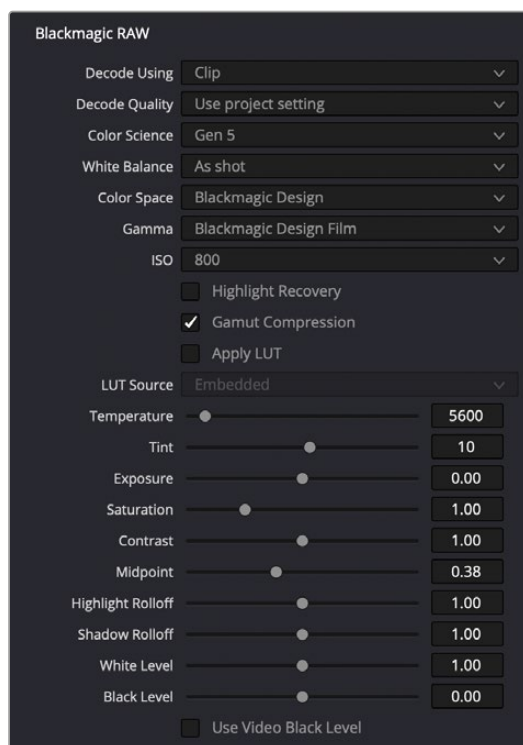 Blackmagic RAW
Decode Using Clip
Decode Quality Use project setting
Color Science Gen 5
White Balance As shot
Color Space Blackmagic Design
Gamma Blackmagic Design Film
ISO 800
Highlight Recovery
Gamut Compression
Apply LUT
LUT Source Embedded
Temperature 5600
Tint 10
Exposure 0.00
Saturation 1.00
Contrast 1.00
Midpoint 0.38
Highlight Rolloff 1.00
Shadow Rolloff 1.00
White Level 1.00
Black Level 0.00
Use Video Black Level